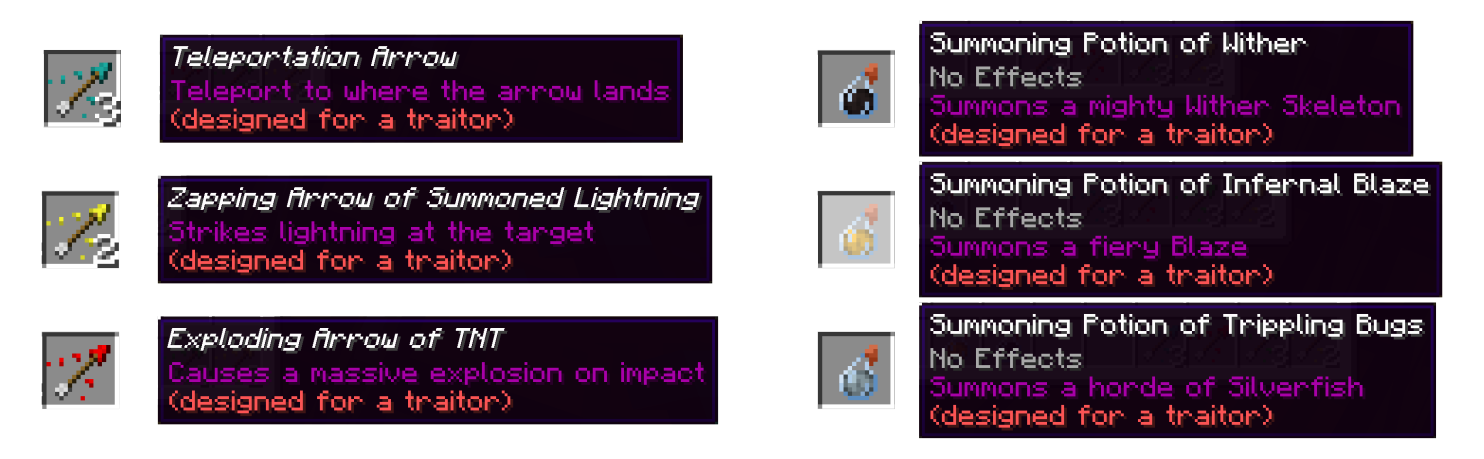 Teleportation Arrow
Teleport to where the arrow lands
(designed for a traitor)
3
Zapping Arrow of Summoned Lightning
Strikes lightning at the target
(designed for a traitor)
2
Exploding Arrow of TNT
Causes a massive explosion on impact
(designed for a traitor)
Summoning Potion of Wither
No Effects
Summons a mighty Wither Skeleton
(designed for a traitor)
Summoning Potion of Infernal Blaze
No Effects
Summons a fiery Blaze
(designed for a traitor)
Summoning Potion of Trippling Bugs
No Effects
Summons a horde of Silverfish
(designed for a traitor)